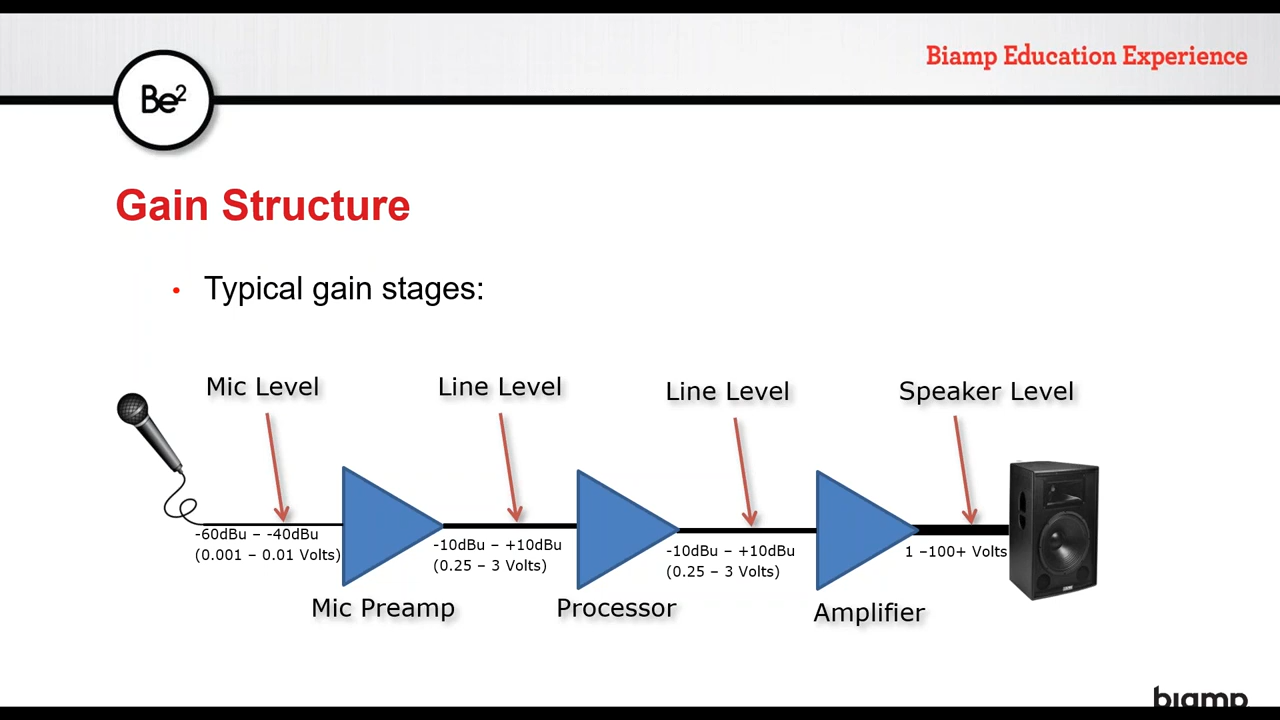 Biamp Education Experience
Be²
Gain Structure
• Typical gain stages:
Mic Level
Line Level
Line Level
Speaker Level
-60dBu – -40dBu
(0.001 – 0.01 Volts)
-10dBu – +10dBu
(0.25 – 3 Volts)
-10dBu – +10dBu
(0.25 – 3 Volts)
1 –100+ Volts
Mic Preamp
Processor
Amplifier
biamp